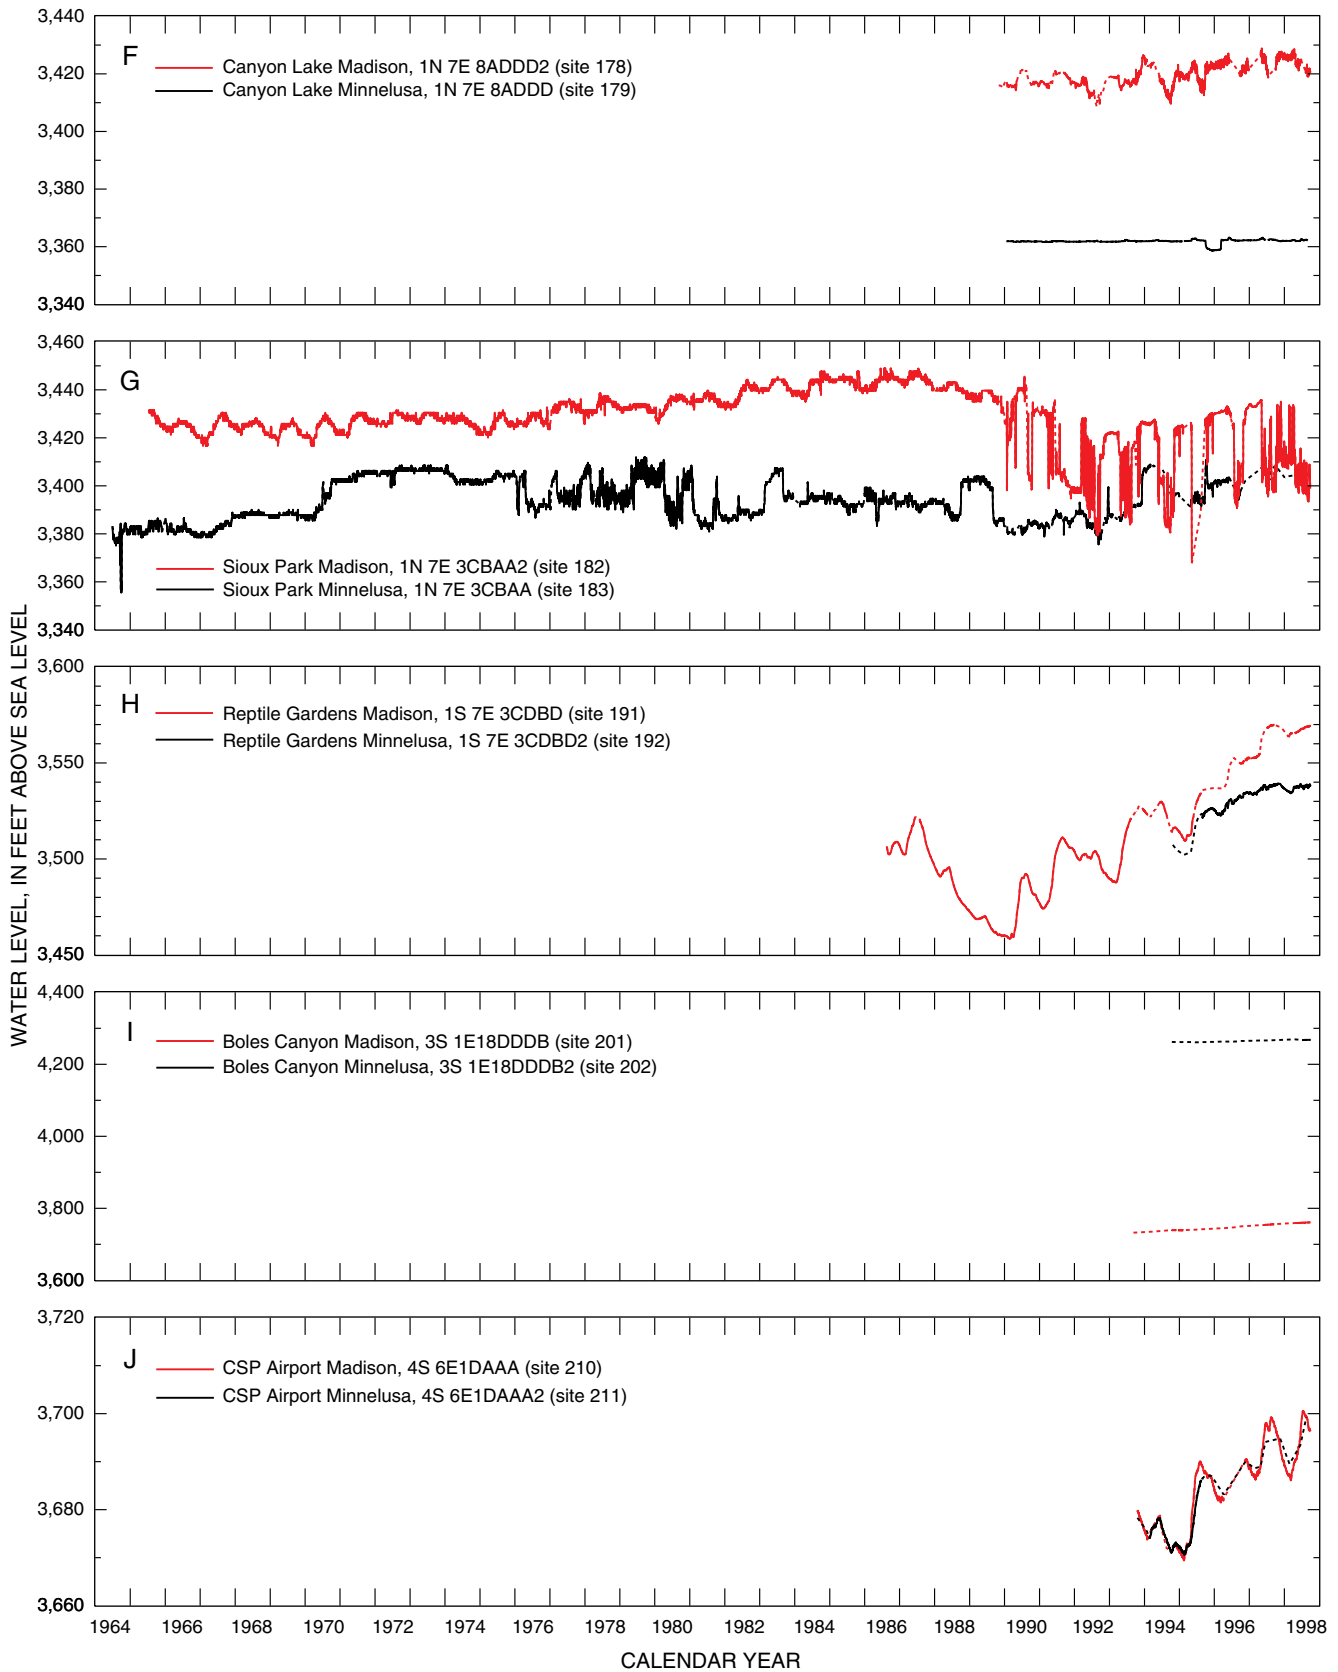 WATER LEVEL, IN FEET ABOVE SEA LEVEL
F
3,440
3,420
3,400
3,380
3,360
3,340
Canyon Lake Madison, 1N 7E 8ADDD2 (site 178)
Canyon Lake Minnelusa, 1N 7E 8ADDD (site 179)
G
3,460
3,440
3,420
3,400
3,380
3,360
3,340
Sioux Park Madison, 1N 7E 3CBAA2 (site 182)
Sioux Park Minnelusa, 1N 7E 3CBAA (site 183)
H
3,600
3,550
3,500
3,450
Reptile Gardens Madison, 1S 7E 3CDBD (site 191)
Reptile Gardens Minnelusa, 1S 7E 3CDBD2 (site 192)
I
4,400
4,200
4,000
3,800
3,600
Boles Canyon Madison, 3S 1E18DDDB (site 201)
Boles Canyon Minnelusa, 3S 1E18DDDB2 (site 202)
J
3,720
3,700
3,680
3,660
CSP Airport Madison, 4S 6E1DAAA (site 210)
CSP Airport Minnelusa, 4S 6E1DAAA2 (site 211)
1964 1966 1968 1970 1972 1974 1976 1978 1980 1982 1984 1986 1988 1990 1992 1994 1996 1998
CALENDAR YEAR